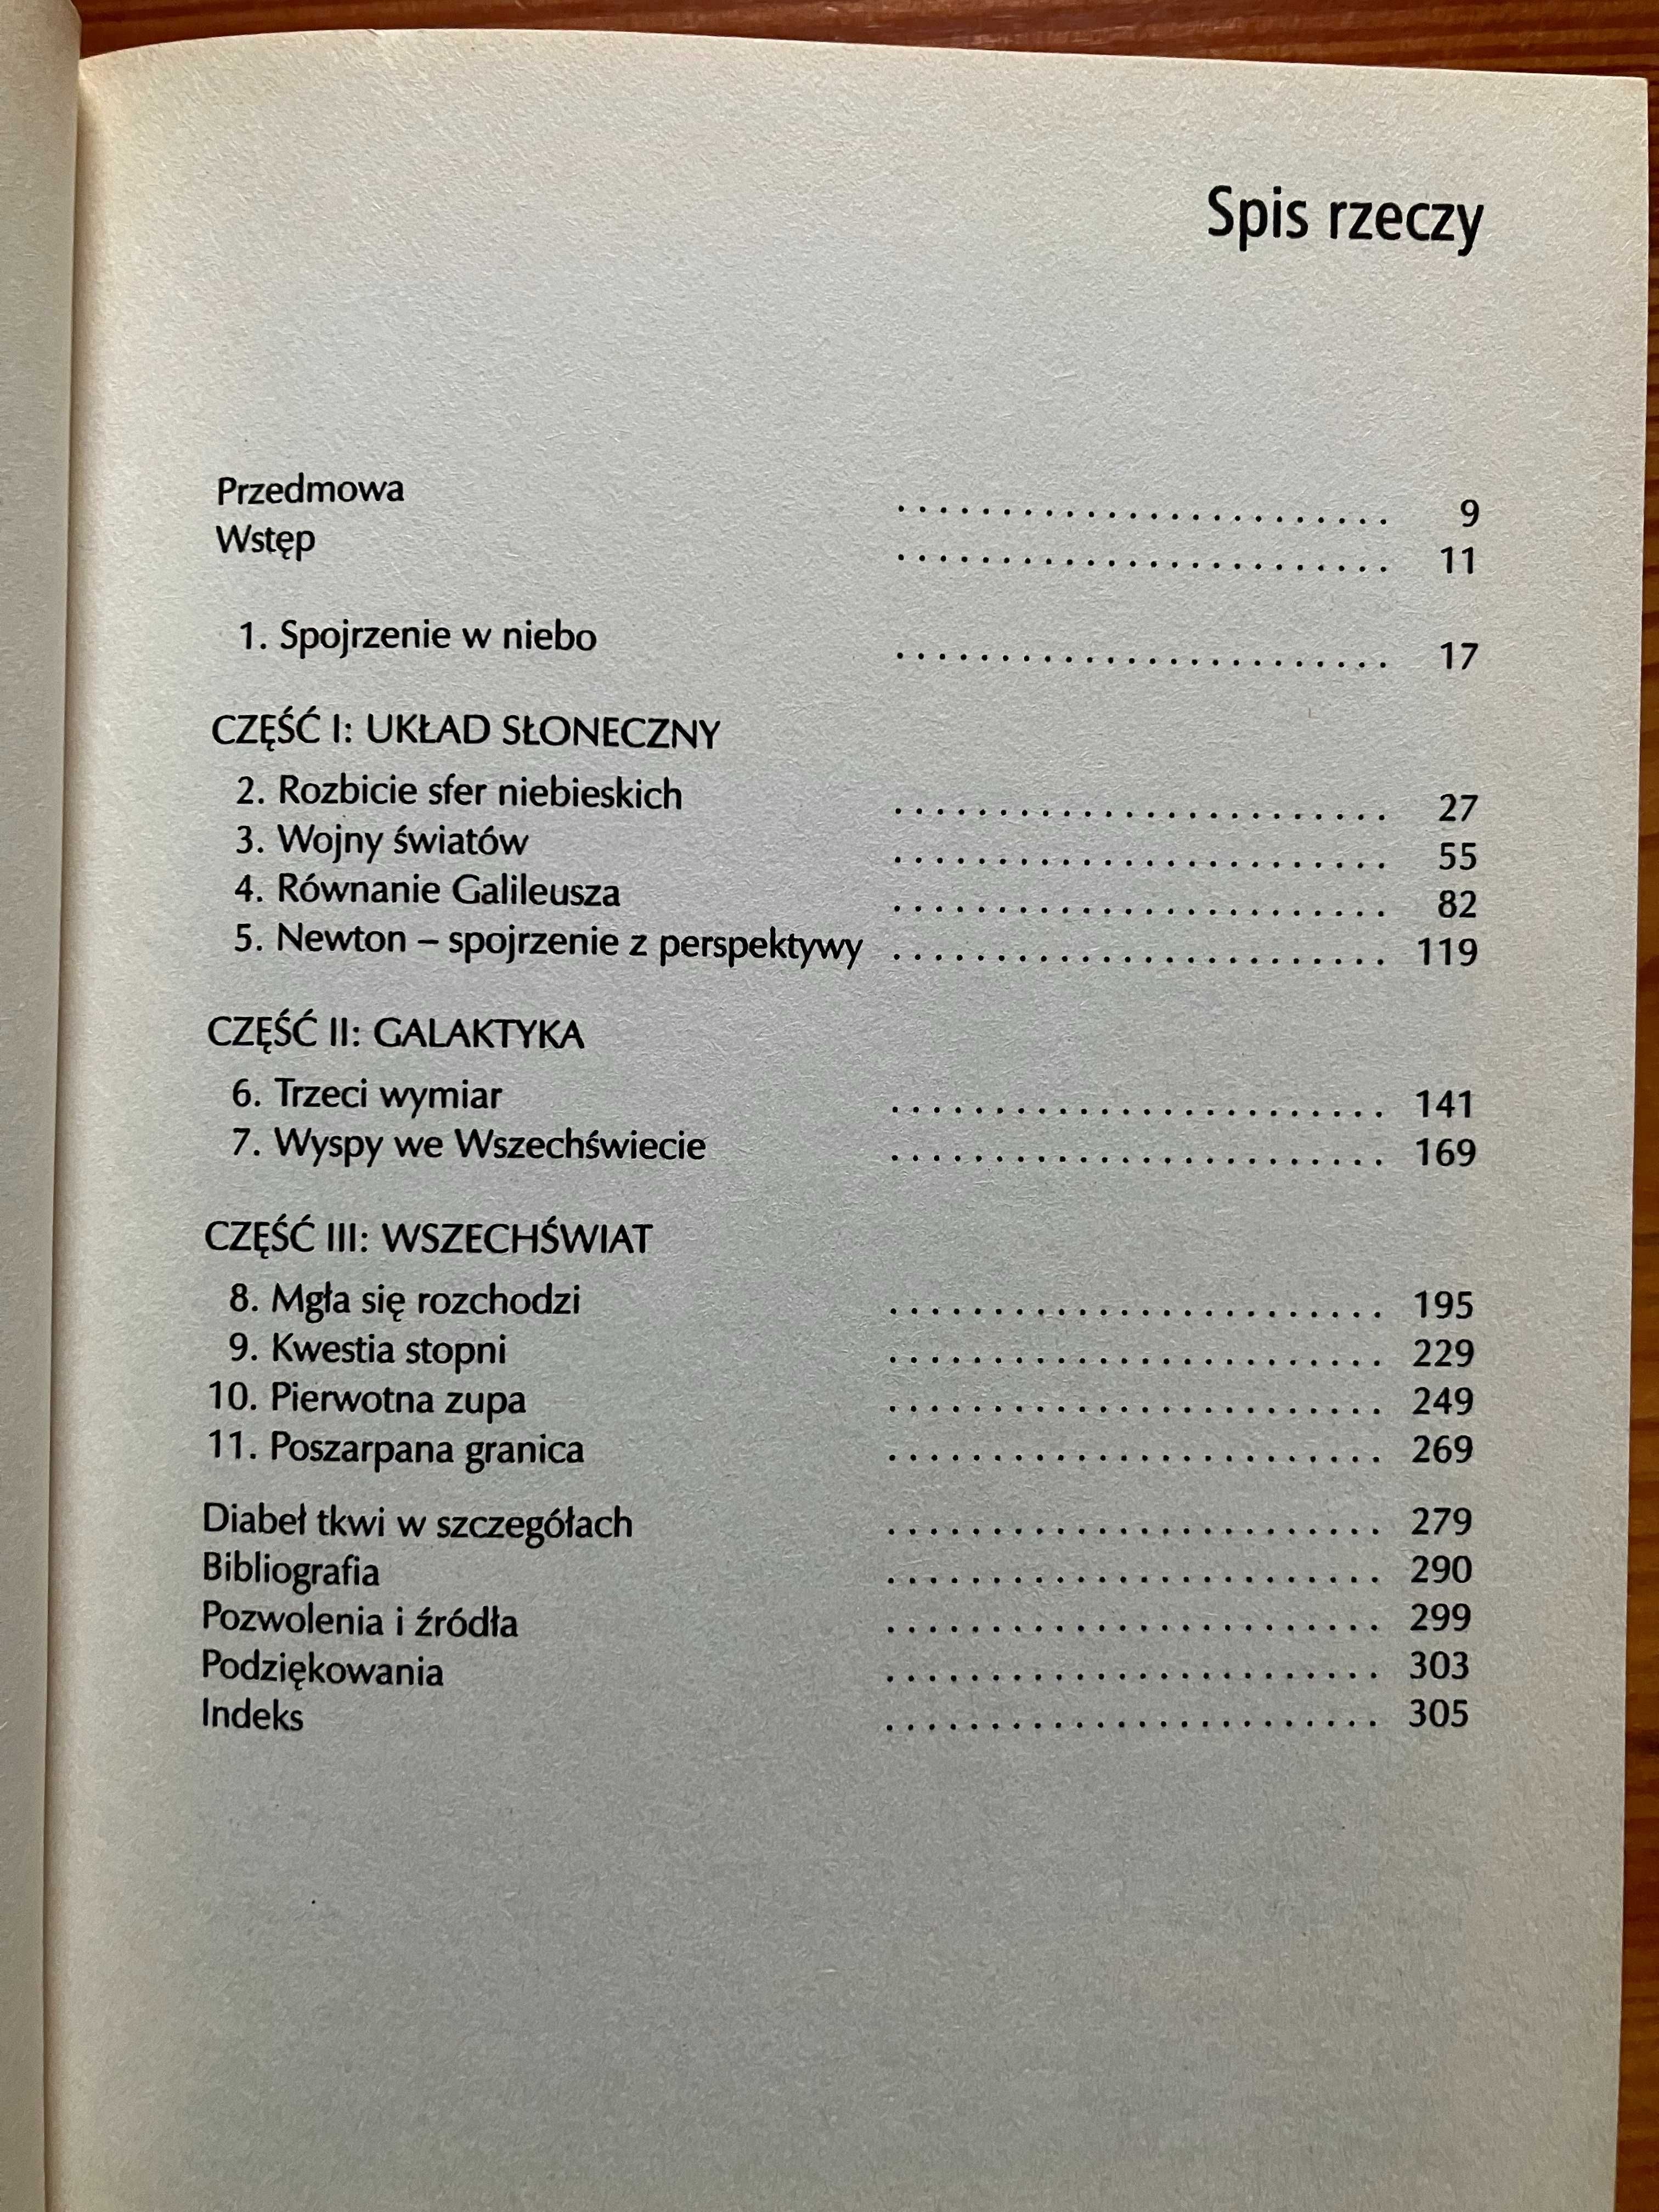 Spis rzeczy
Przedmowa ......................... 9
Wstęp ......................... 11
1. Spojrzenie w niebo ......................... 17
CZĘŚĆ I: UKŁAD SŁONECZNY
2. Rozbicie sfer niebieskich ......................... 27
3. Wojny światów ......................... 55
4. Równanie Galileusza ......................... 82
5. Newton – spojrzenie z perspektywy ......................... 119
CZĘŚĆ II: GALAKTYKA
6. Trzeci wymiar ......................... 141
7. Wyspy we Wszechświecie ......................... 169
CZĘŚĆ III: WSZECHŚWIAT
8. Mgła się rozchodzi ......................... 195
9. Kwestia stopni ......................... 229
10. Pierwotna zupa ......................... 249
11. Poszarpana granica ......................... 269
Diabeł tkwi w szczegółach ......................... 279
Bibliografia ......................... 290
Pozwolenia i źródła ......................... 299
Podziękowania ......................... 303
Indeks ......................... 305